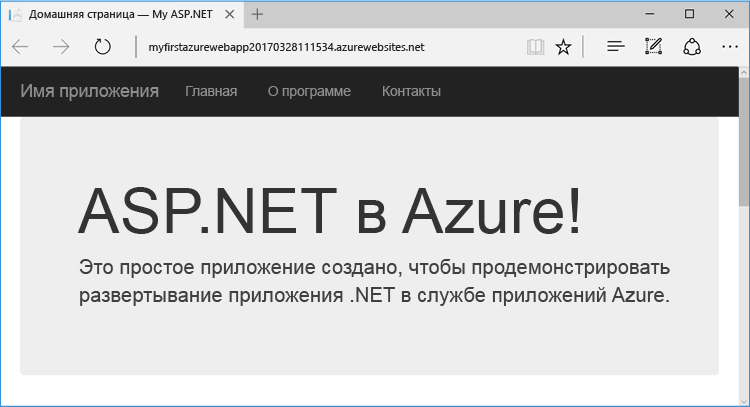 Домашняя страница — My ASP.NET
myfirstazurewebapp20170328111534.azurewebsites.net
Имя приложения Главная О программе Контакты
ASP.NET в Azure!
Это простое приложение создано, чтобы продемонстрировать
развертывание приложения .NET в службе приложений Azure.